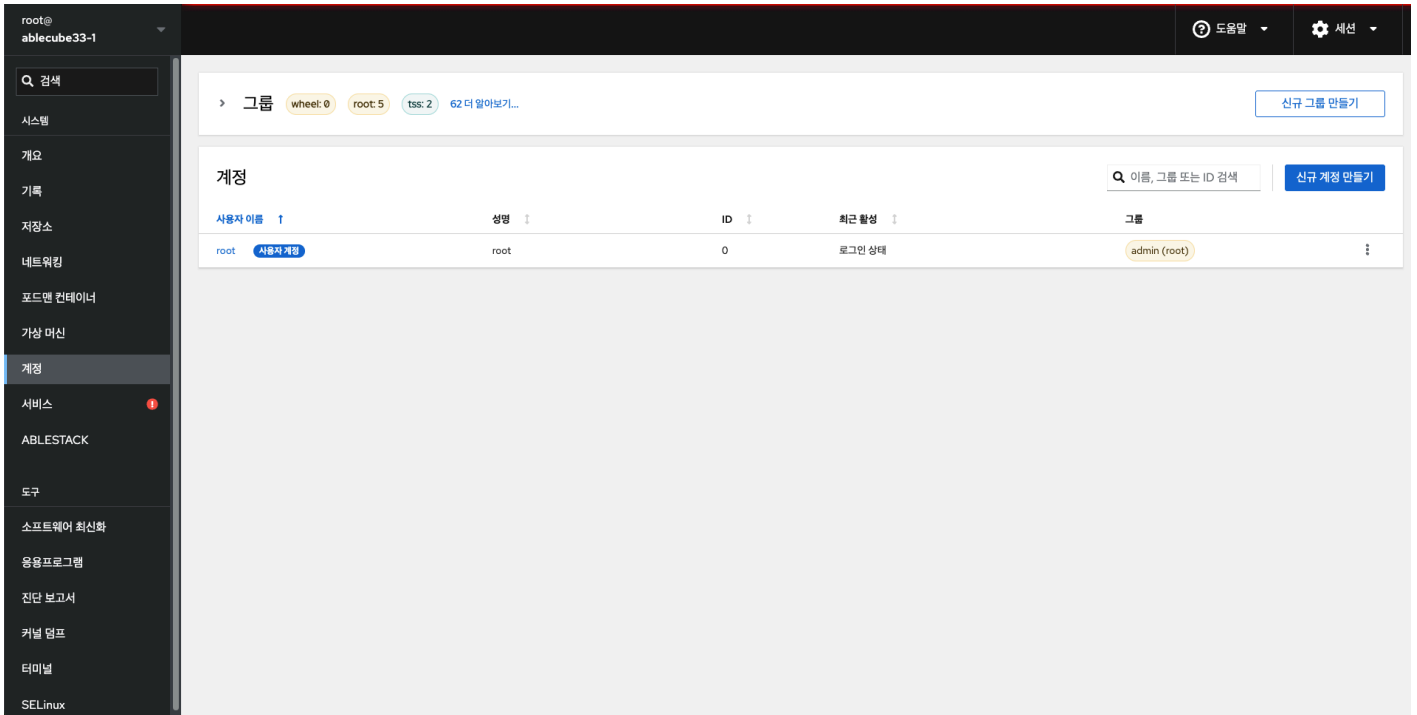 root@
ablecube33-1
도움말
세션
검색
시스템
개요
기록
저장소
네트워킹
포드맨 컨테이너
가상 머신
계정
서비스
ABLESTACK
도구
소프트웨어 최신화
응용프로그램
진단 보고서
커널 덤프
터미널
SELinux
그룹 wheel: 0 root: 5 tss: 2 62 더 알아보기... 신규 그룹 만들기
계정 이름, 그룹 또는 ID 검색 신규 계정 만들기
사용자 이름 성명 ID 최근 활성 그룹
root 사용자 계정 root 0 로그인 상태 admin (root)